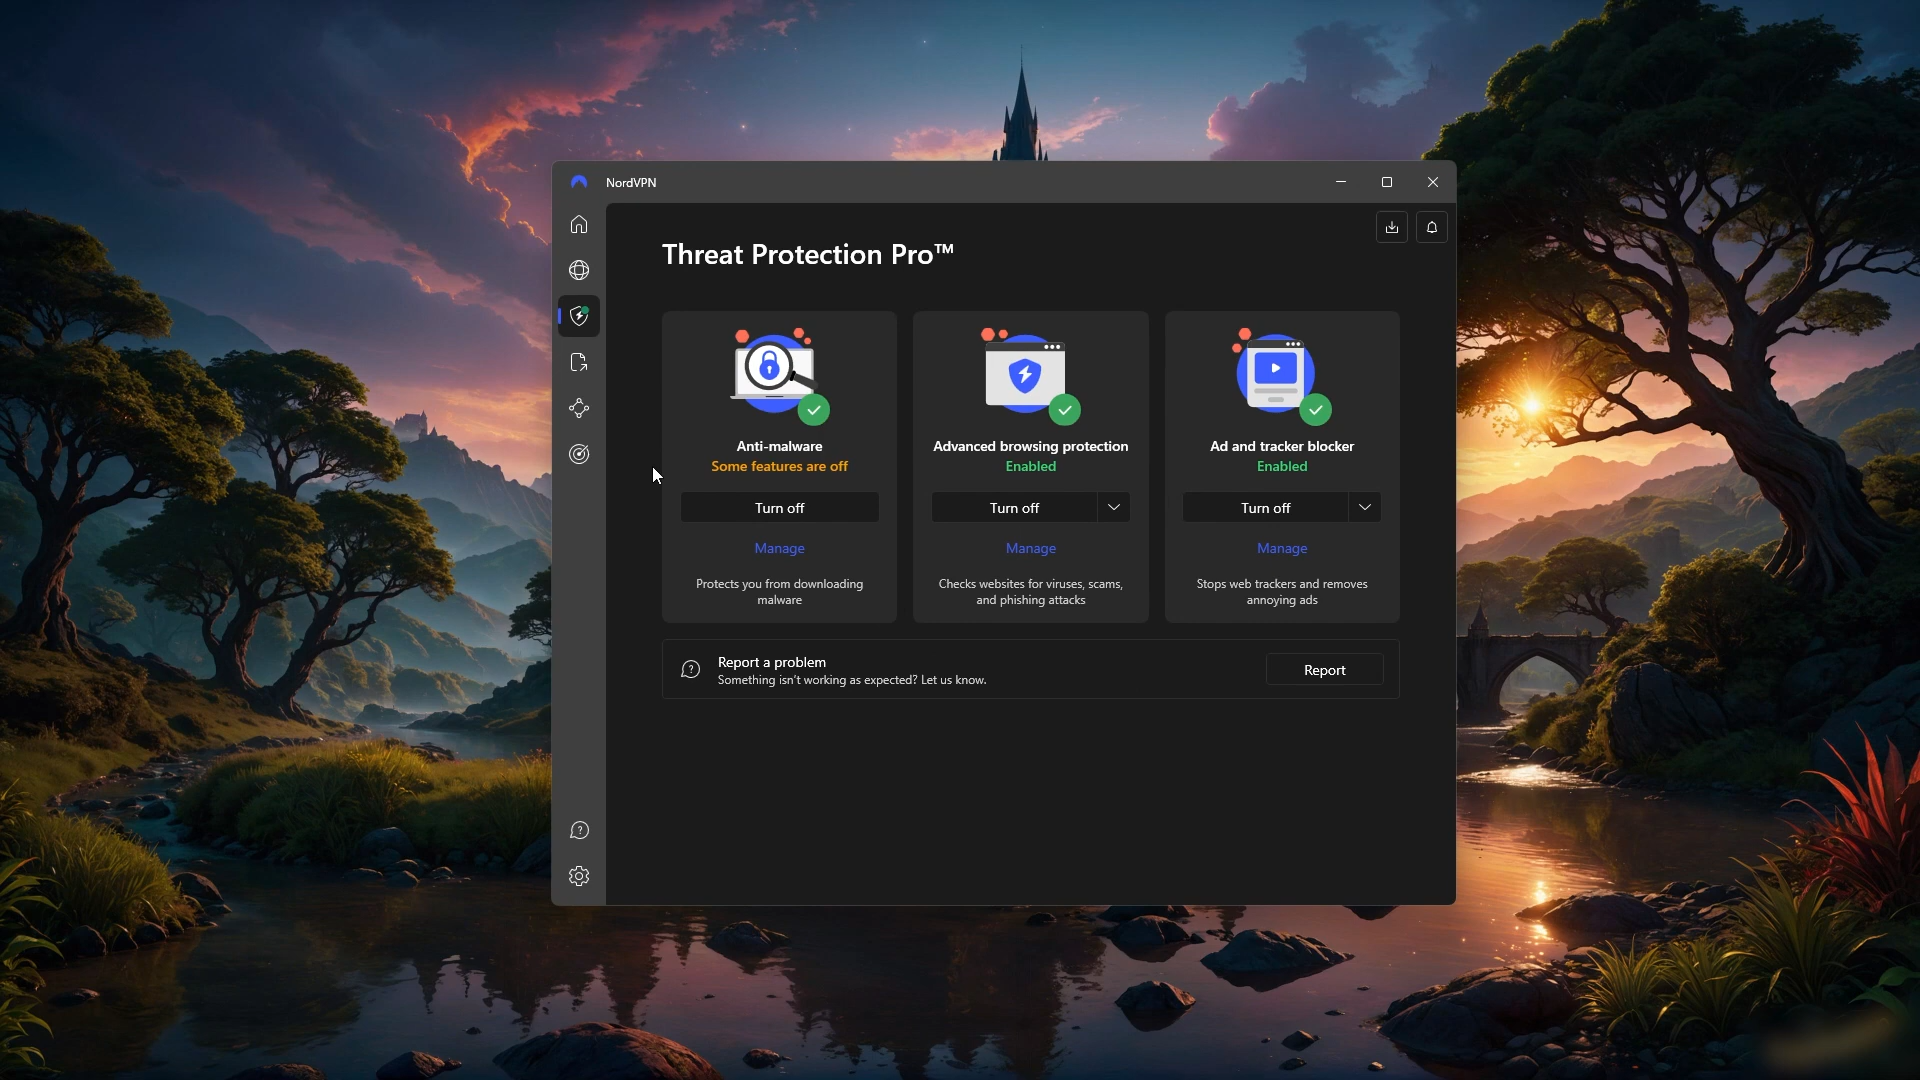 NordVPN
Threat Protection Pro™
Anti-malware
Some features are off
Turn off
Manage
Protects you from downloading
malware
Advanced browsing protection
Enabled
Turn off
Manage
Checks websites for viruses, scams,
and phishing attacks
Ad and tracker blocker
Enabled
Turn off
Manage
Stops web trackers and removes
annoying ads
Report a problem
Something isn't working as expected? Let us know.
Report